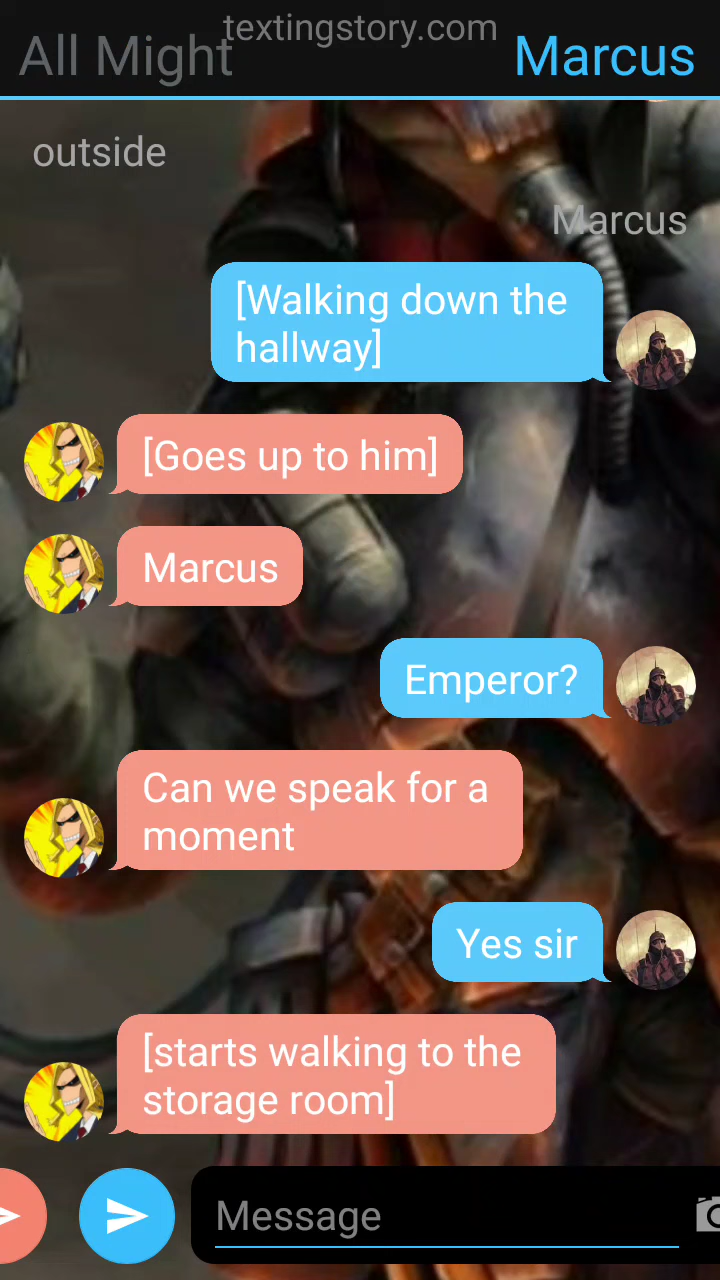 textingstory.com
All Might
Marcus
outside
Marcus
[Walking down the
hallway]
[Goes up to him]
Marcus
Emperor?
Can we speak for a
moment
Yes sir
[starts walking to the
storage room]
Message